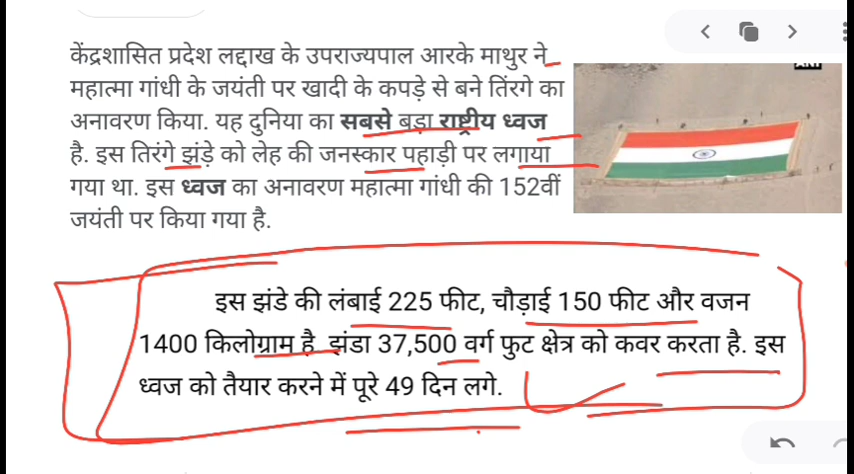 केंद्रशासित प्रदेश लद्दाख के उपराज्यपाल आरके माथुर ने
महात्मा गांधी के जयंती पर खादी के कपड़े से बने तिंरगे का
अनावरण किया. यह दुनिया का सबसे बड़ा राष्ट्रीय ध्वज
है. इस तिरंगे झंड़े को लेह की जनस्कार पहाड़ी पर लगाया
गया था. इस ध्वज का अनावरण महात्मा गांधी की 152वीं
जयंती पर किया गया है.
इस झंडे की लंबाई 225 फीट, चौड़ाई 150 फीट और वजन
1400 किलोग्राम है. झंडा 37,500 वर्ग फुट क्षेत्र को कवर करता है. इस
ध्वज को तैयार करने में पूरे 49 दिन लगे.